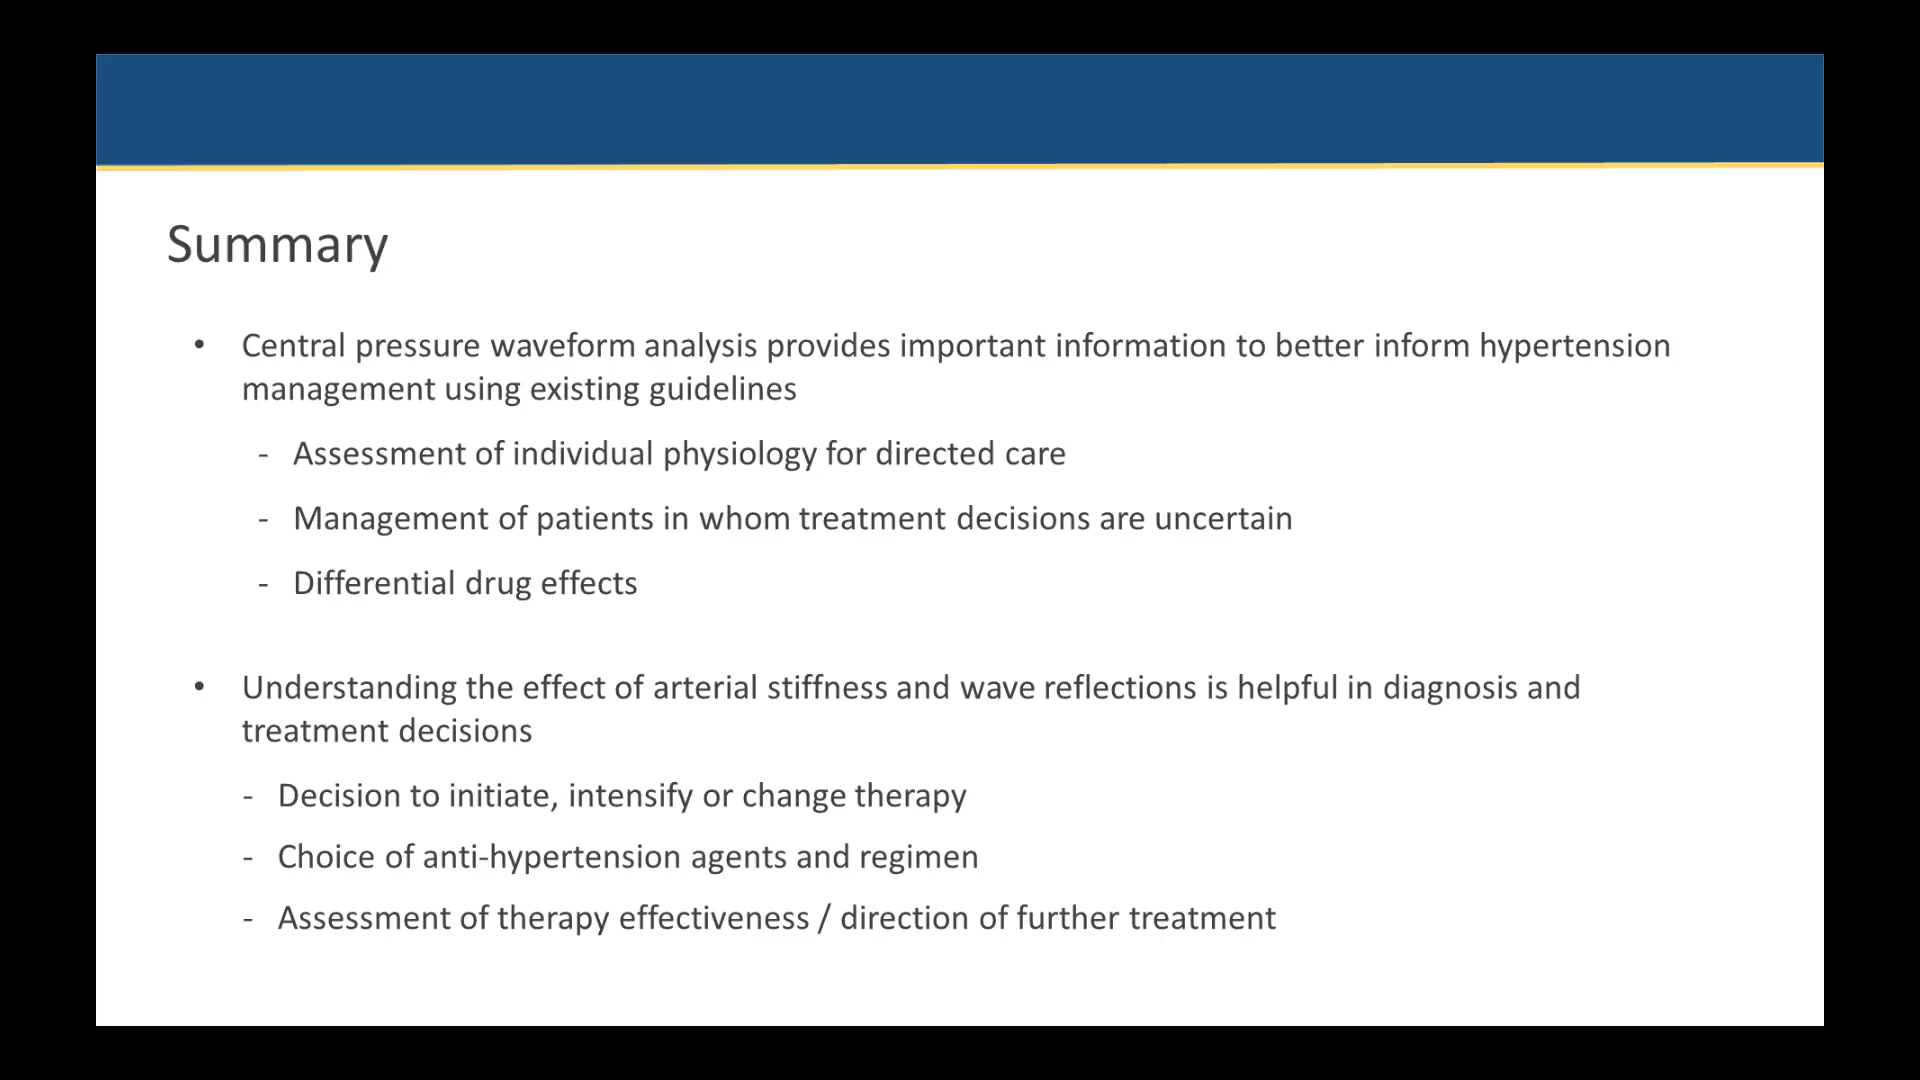 Summary
• Central pressure waveform analysis provides important information to better inform hypertension
management using existing guidelines
- Assessment of individual physiology for directed care
- Management of patients in whom treatment decisions are uncertain
- Differential drug effects
• Understanding the effect of arterial stiffness and wave reflections is helpful in diagnosis and
treatment decisions
- Decision to initiate, intensify or change therapy
- Choice of anti-hypertension agents and regimen
- Assessment of therapy effectiveness / direction of further treatment